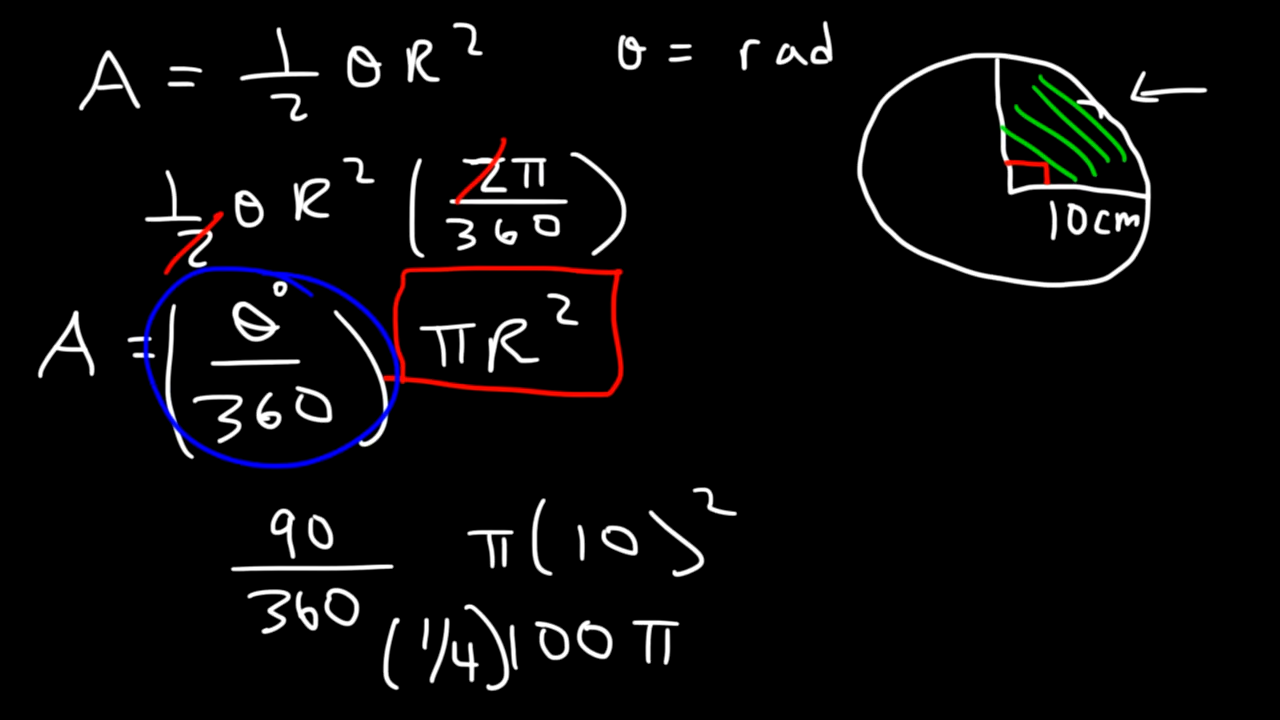 A = 1/2 θ R²
θ = rad
1/2 θ R² (2π/360)
10cm
A = (θ°/360) πR²
90/360 π(10)²
(1/4)100π